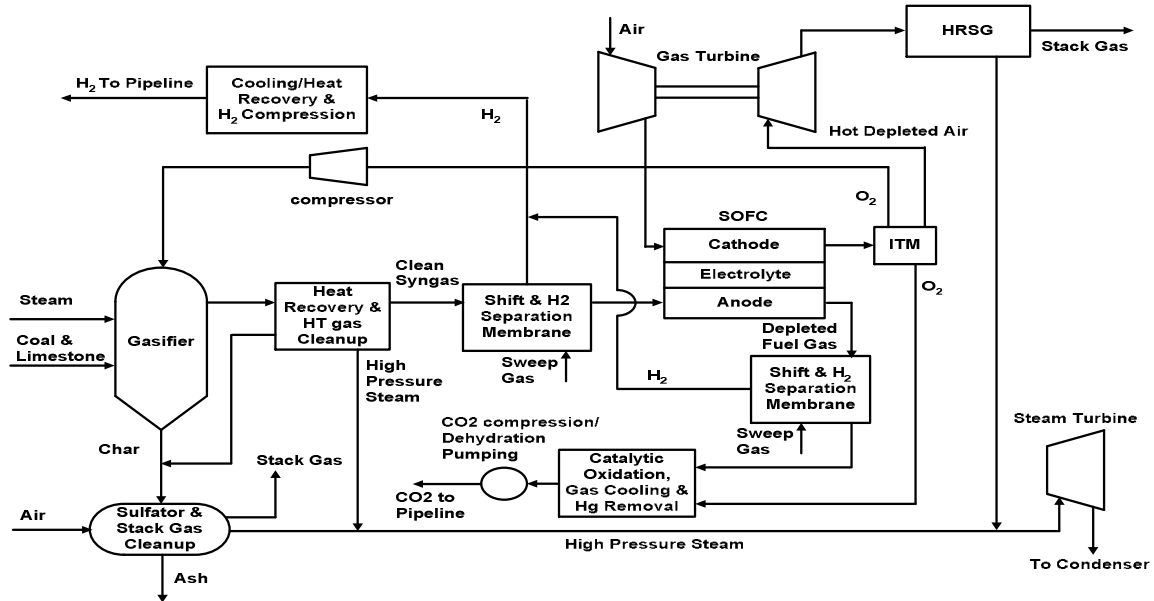 Air
HRSG
Stack Gas
Gas Turbine
H2 To Pipeline
Cooling/Heat
Recovery &
H2 Compression
H2
Hot Depleted Air
compressor
O2
SOFC
Cathode
ITM
Electrolyte
Anode
O2
Steam
Coal &
Limestone
Gasifier
Heat
Recovery &
HT gas
Cleanup
Clean
Syngas
Shift & H2
Separation
Membrane
Sweep
Gas
Depleted
Fuel Gas
High
Pressure
Steam
H2
Shift & H2
Separation
Membrane
Sweep
Gas
Steam Turbine
Char
Stack Gas
CO2 compression/
Dehydration
Pumping
Catalytic
Oxidation,
Gas Cooling &
Hg Removal
CO2 to
Pipeline
Air
Sulfator &
Stack Gas
Cleanup
High Pressure Steam
To Condenser
Ash